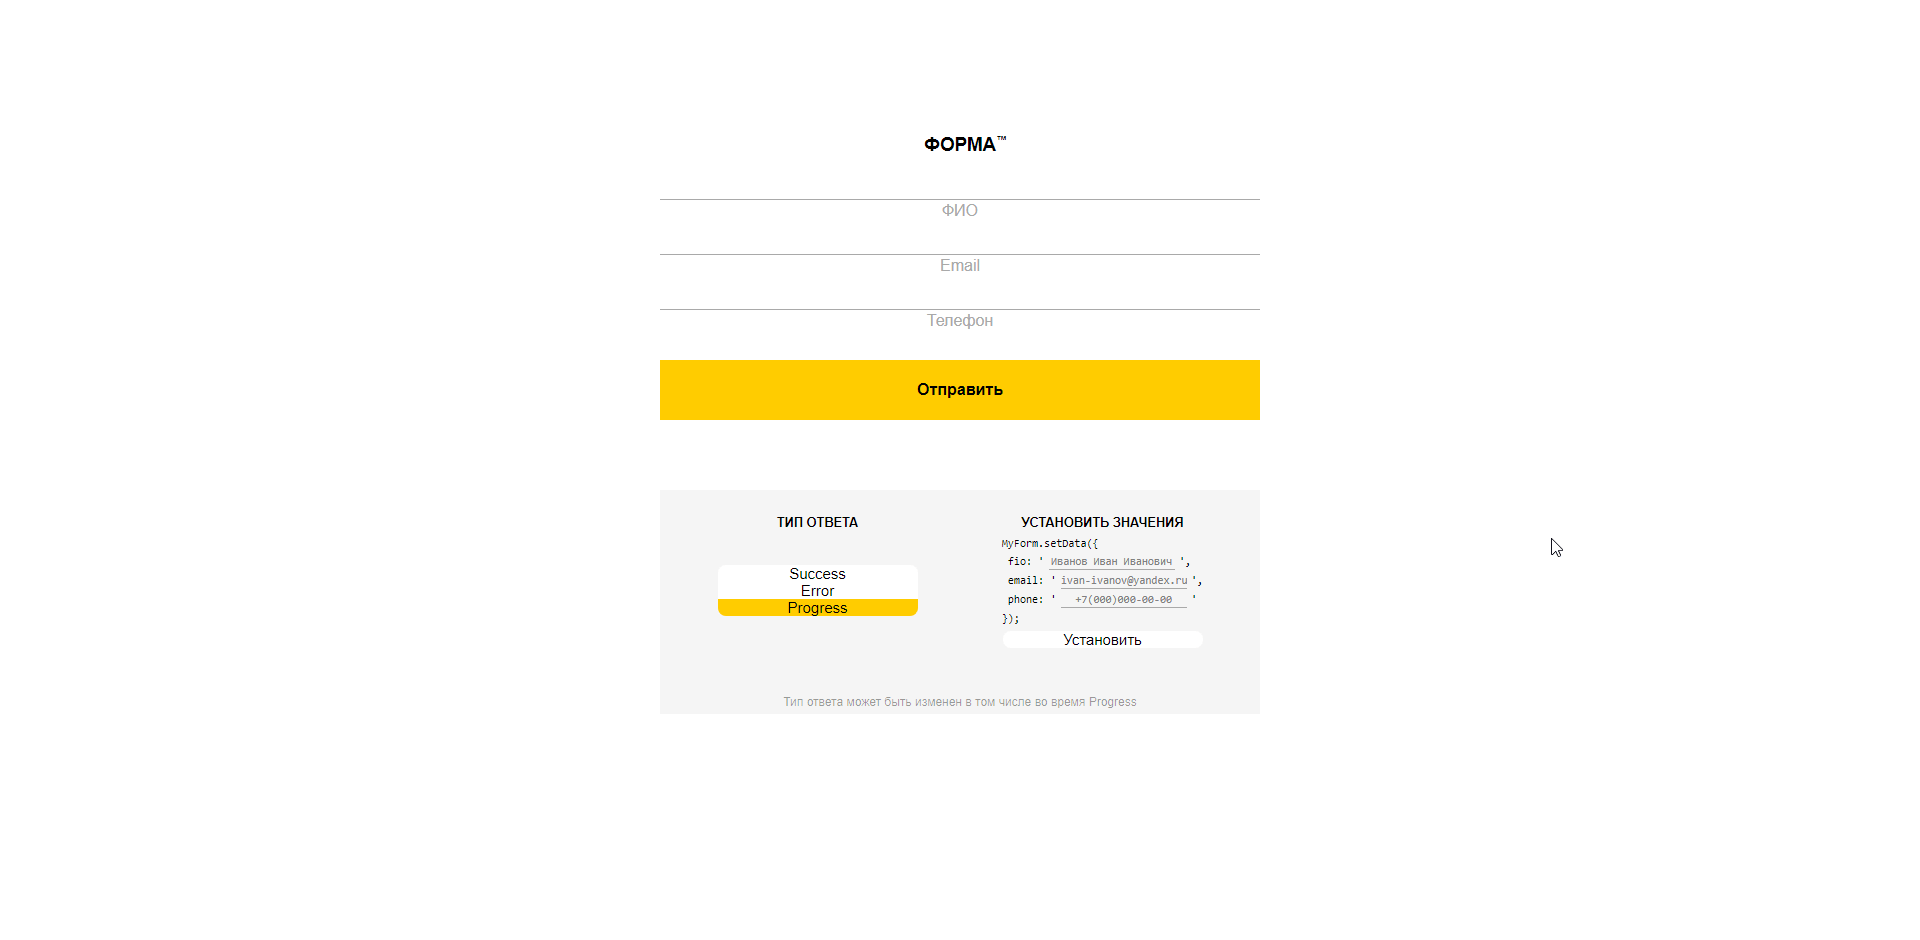 ФОРМА™
ФИО
Email
Телефон
Отправить
ТИП ОТВЕТА
Success
Error
Progress
УСТАНОВИТЬ ЗНАЧЕНИЯ
MyForm.setData({
fio: ' Иванов Иван Иванович ',
email: ' ivan-ivanov@yandex.ru ',
phone: ' +7(000)000-00-00 '
});
Установить
Тип ответа может быть изменен в том числе во время Progress